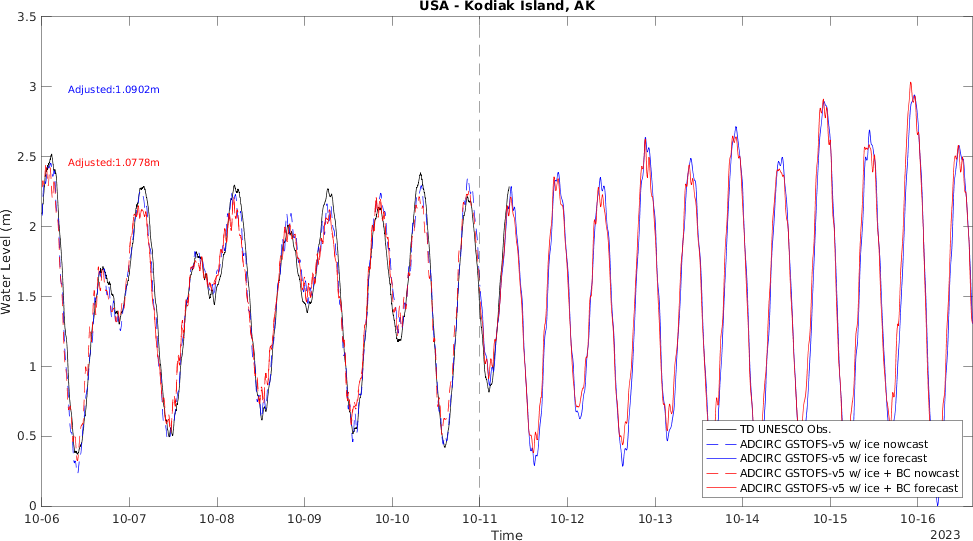 USA - Kodiak Island, AK
3.5
3
2.5
2
1.5
1
0.5
0
Water Level (m)
Adjusted:1.0902m
Adjusted:1.0778m
TD UNESCO Obs.
ADCIRC GSTOFS-v5 w/ ice nowcast
ADCIRC GSTOFS-v5 w/ ice forecast
ADCIRC GSTOFS-v5 w/ ice + BC nowcast
ADCIRC GSTOFS-v5 w/ ice + BC forecast
10-06 10-07 10-08 10-09 10-10 10-11 10-12 10-13 10-14 10-15 10-16
Time
2023